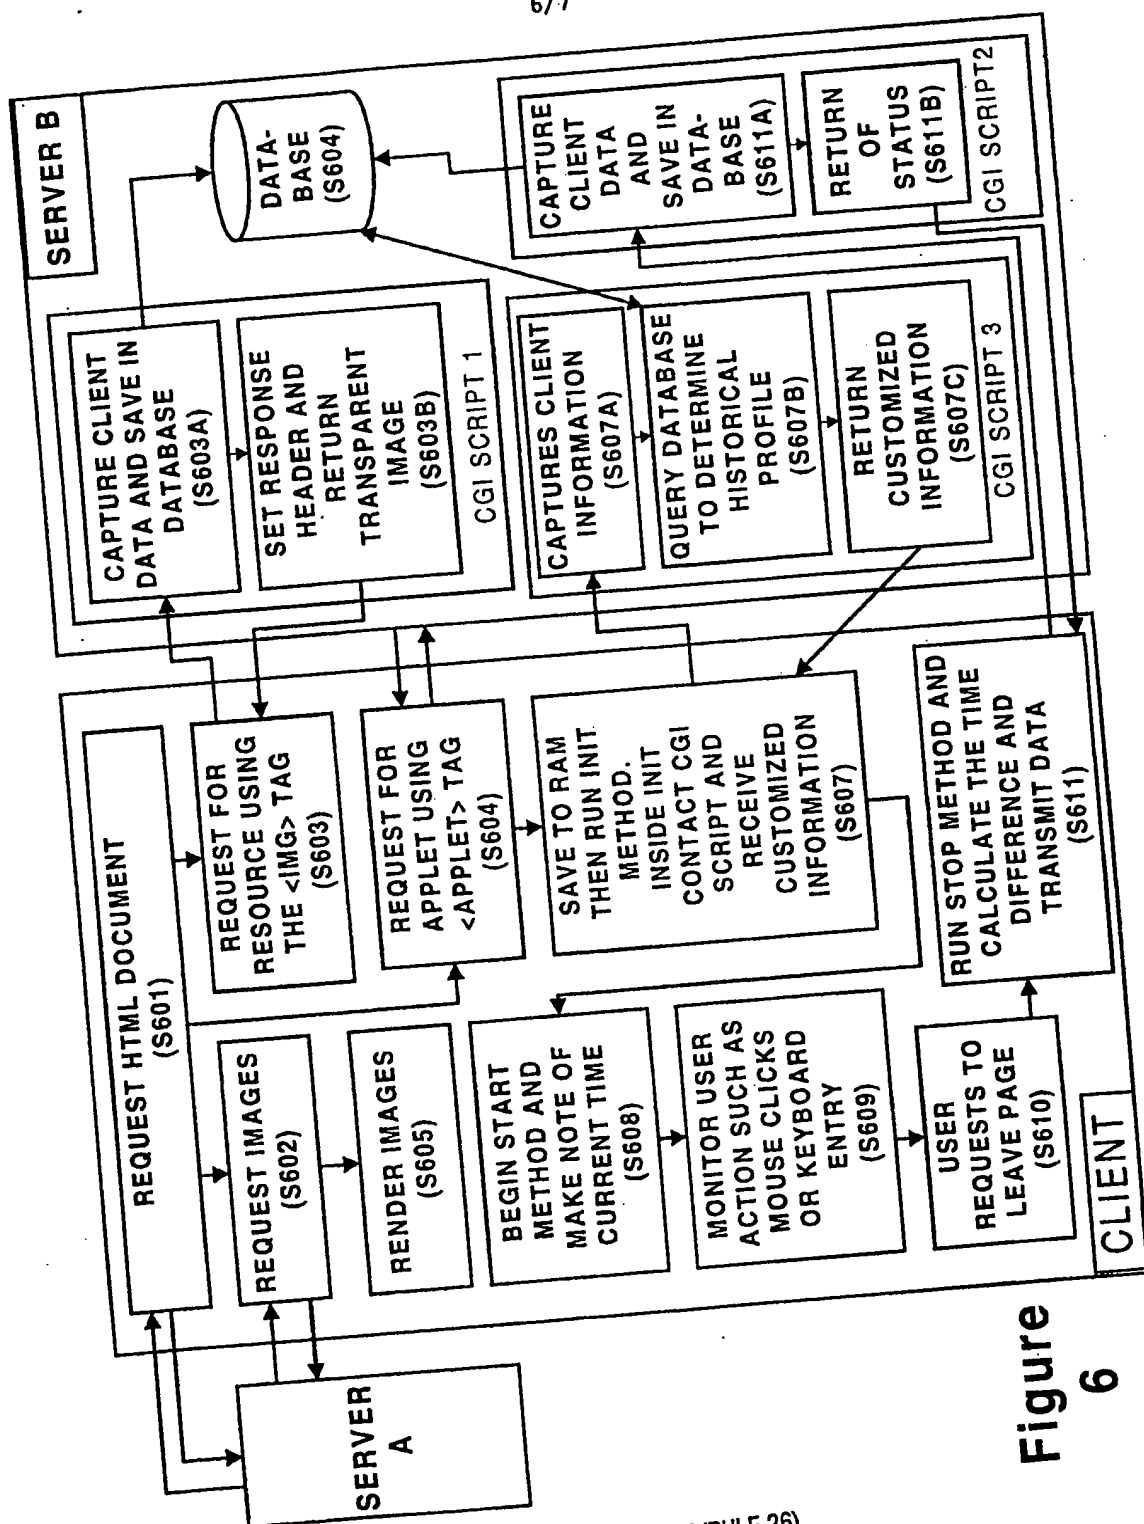 6/7
SERVER B
CAPTURE CLIENT
DATA AND SAVE IN
DATABASE
(S603A)
SET RESPONSE
HEADER AND
RETURN
TRANSPARENT
IMAGE
(S603B)
CGI SCRIPT 1
DATA-
BASE
(S604)
CAPTURES CLIENT
INFORMATION
(S607A)
QUERY DATABASE
TO DETERMINE
HISTORICAL
PROFILE
(S607B)
RETURN
CUSTOMIZED
INFORMATION
(S607C)
CGI SCRIPT 3
CAPTURE
CLIENT
DATA
AND
SAVE IN
DATA-
BASE
(S611A)
RETURN
OF
STATUS
(S611B)
CGI SCRIPT2
REQUEST HTML DOCUMENT
(S601)
REQUEST FOR
RESOURCE USING
THE <IMG> TAG
(S603)
REQUEST FOR
APPLET USING
<APPLET> TAG
(S604)
SAVE TO RAM
THEN RUN INIT
METHOD.
INSIDE INIT
CONTACT CGI
SCRIPT AND
RECEIVE
CUSTOMIZED
INFORMATION
(S607)
RUN STOP METHOD AND
CALCULATE THE TIME
DIFFERENCE AND
TRANSMIT DATA
(S611)
REQUEST IMAGES
(S602)
RENDER IMAGES
(S605)
BEGIN START
METHOD AND
MAKE NOTE OF
CURRENT TIME
(S608)
MONITOR USER
ACTION SUCH AS
MOUSE CLICKS
OR KEYBOARD
ENTRY
(S609)
USER
REQUESTS TO
LEAVE PAGE
(S610)
CLIENT
SERVER
A
Figure
6
26)